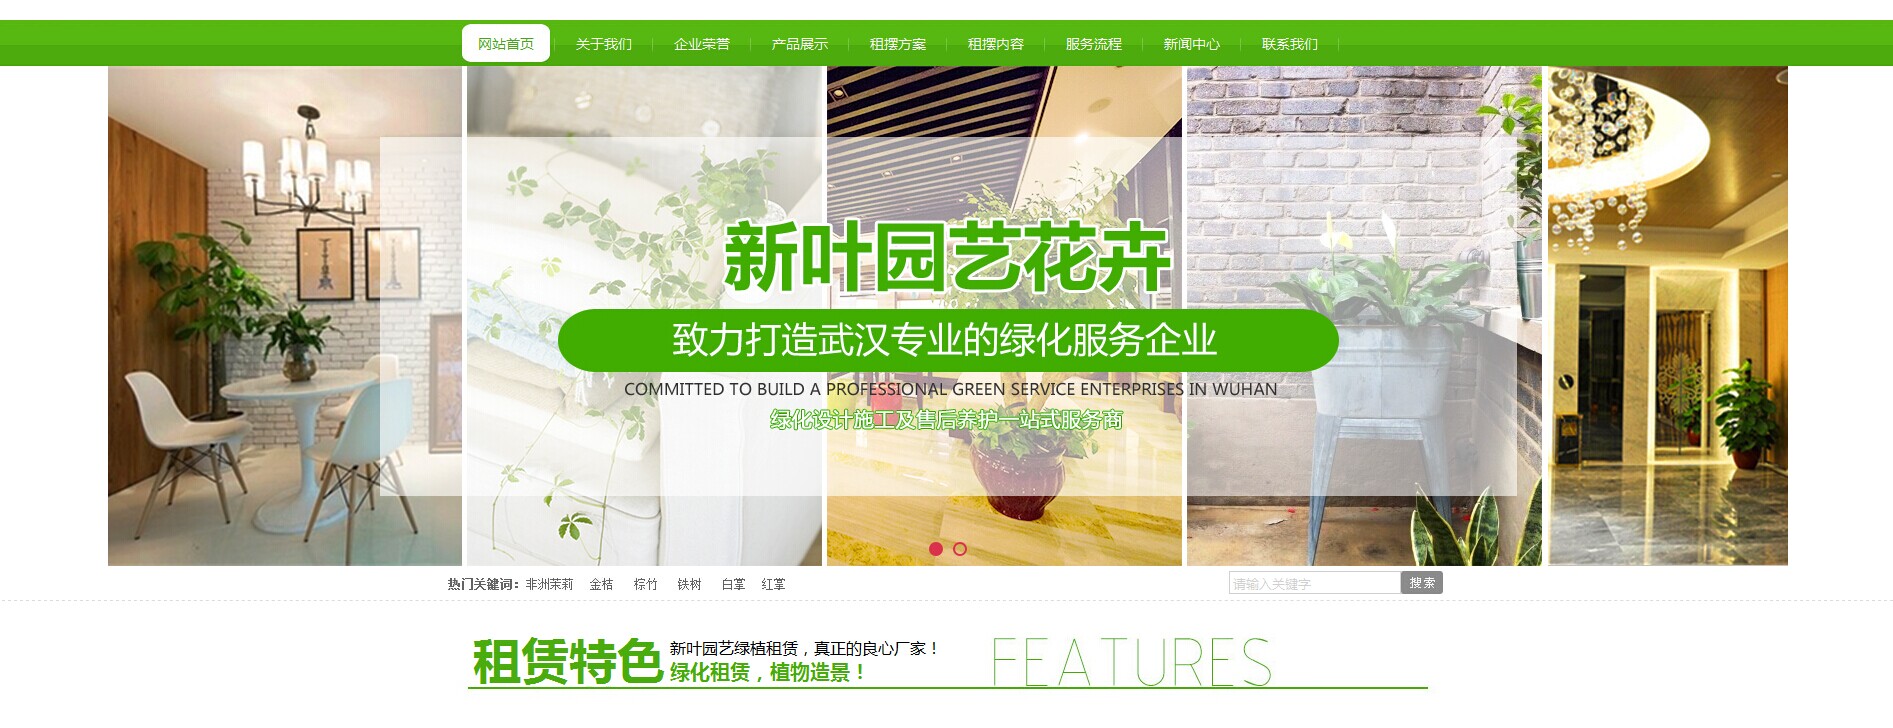 网站首页 关于我们 企业荣誉 产品展示 租摆方案 租摆内容 服务流程 新闻中心 联系我们
新叶园艺花卉
致力打造武汉专业的绿化服务企业
COMMITTED TO BUILD A PROFESSIONAL GREEN SERVICE ENTERPRISES IN WUHAN
绿化设计施工及售后养护一站式服务商
热门关键词：非洲茉莉 金桔 棕竹 铁树 白掌 红掌 请输入关键字 搜索
租赁特色
新叶园艺绿植租赁，真正的良心厂家！
绿化租赁，植物造景！
FEATURES